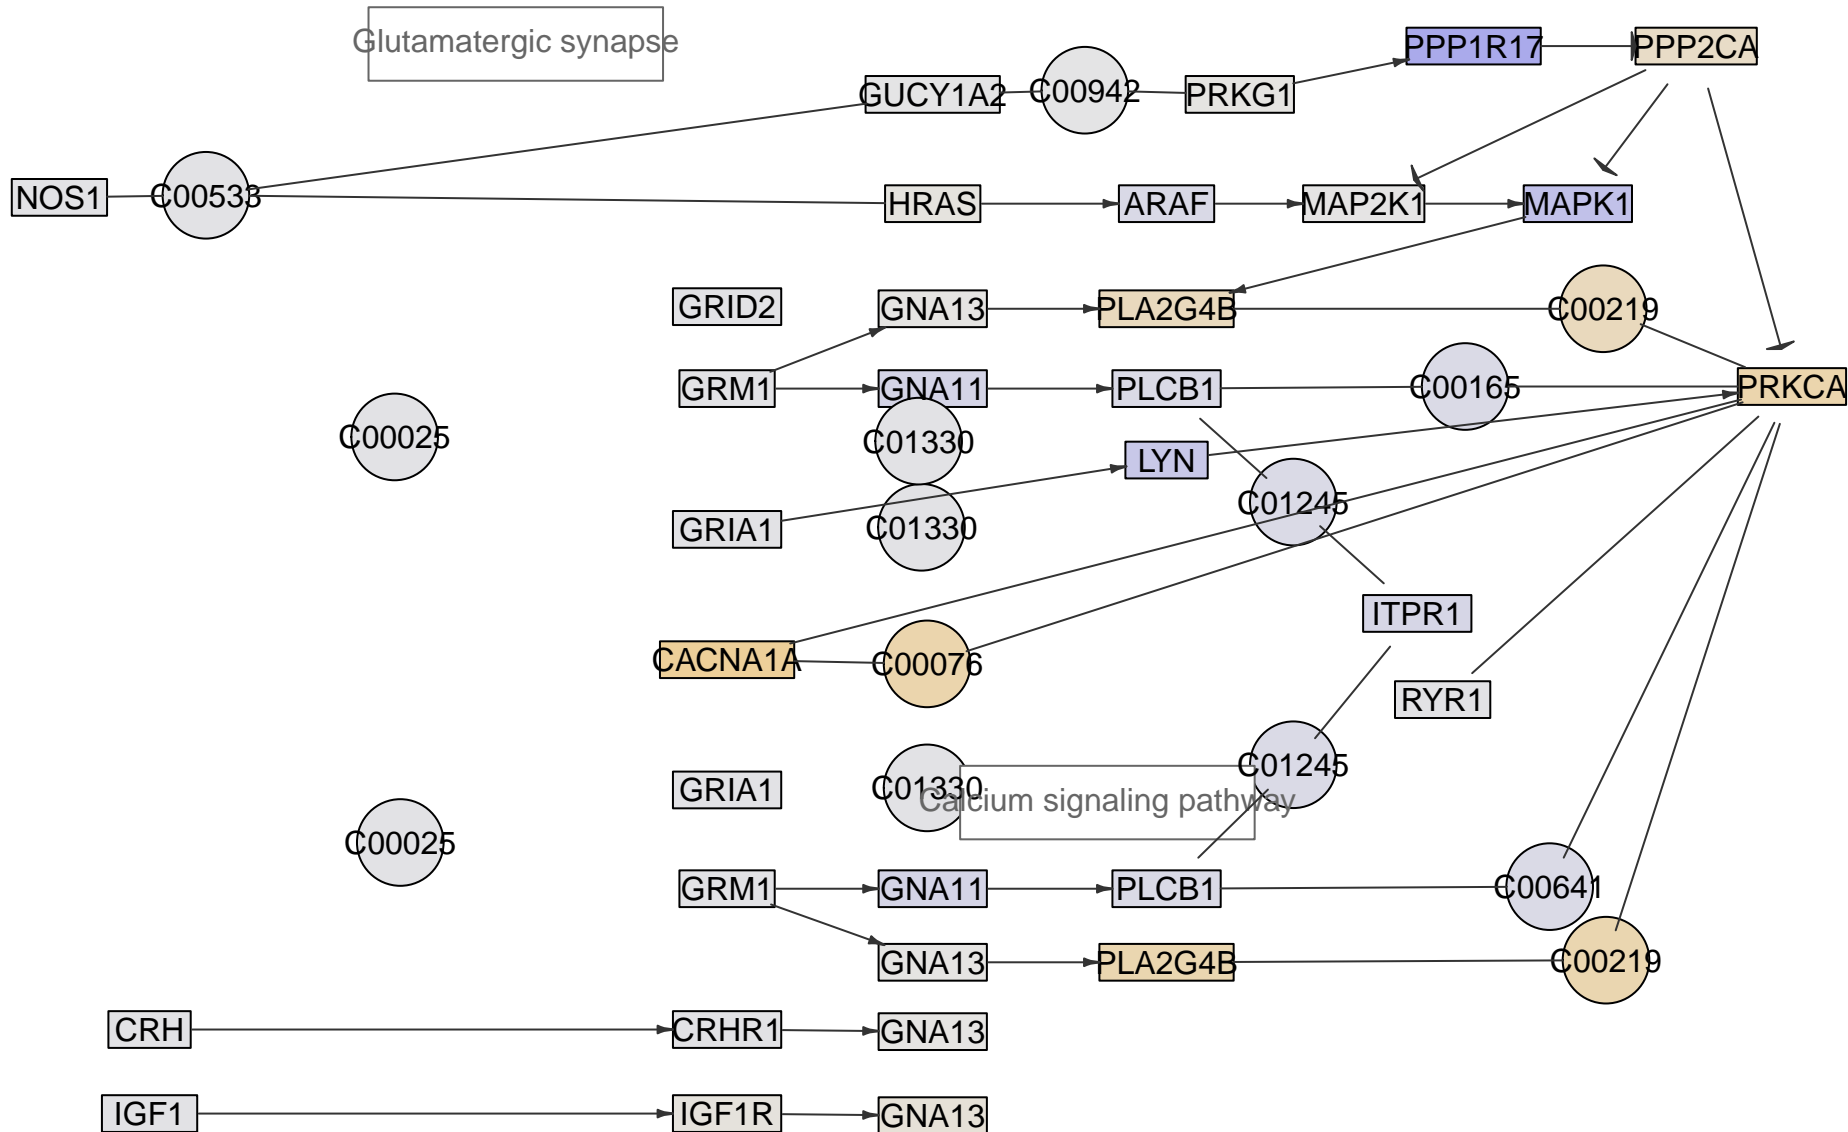 Glutamatergic synapse
PPP1R17
PPP2CA
GUCY1A2
C00942
PRKG1
NOS1
C00533
HRAS
ARAF
MAP2K1
MAPK1
GRID2
GNA13
PLA2G4B
C00219
GRM1
GNA11
PLCB1
C00165
PRKCA
C00025
C01330
LYN
GRIA1
C01330
C01245
ITPR1
CACNA1A
C00076
RYR1
GRIA1
C01330
C01245
Calcium signaling pathway
C00025
GRM1
GNA11
PLCB1
C00641
GNA13
PLA2G4B
C00219
CRH
CRHR1
GNA13
IGF1
IGF1R
GNA13